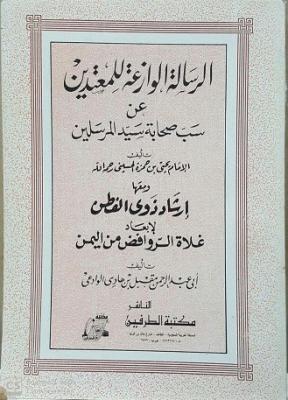 الرسالة الوازعة للمعتدين
عن
سب صحابة سيد المرسلين
تأليف
الإمام يحيى بن حمزة الحسيني رحمه الله
ومعها
إرشاد ذوي الفطن
لإبعاد
غلاة الروافض من اليمن
تأليف
أبي عبد الرحمن مقبل بن هادي الوادعي
الناشر
مكتبة الطرفين